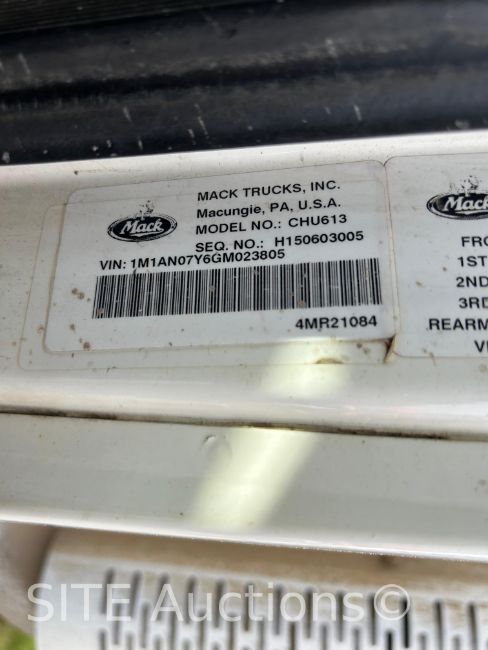 Mack
MACK TRUCKS, INC.
Macungie, PA, U.S.A.
MODEL NO.: CHU613
SEQ. NO.: H150603005
VIN: 1M1AN07Y6GM023805
4MR21084
Mack
FRO
1ST
2ND
3RD
REARM
VI
SITE Auctions©